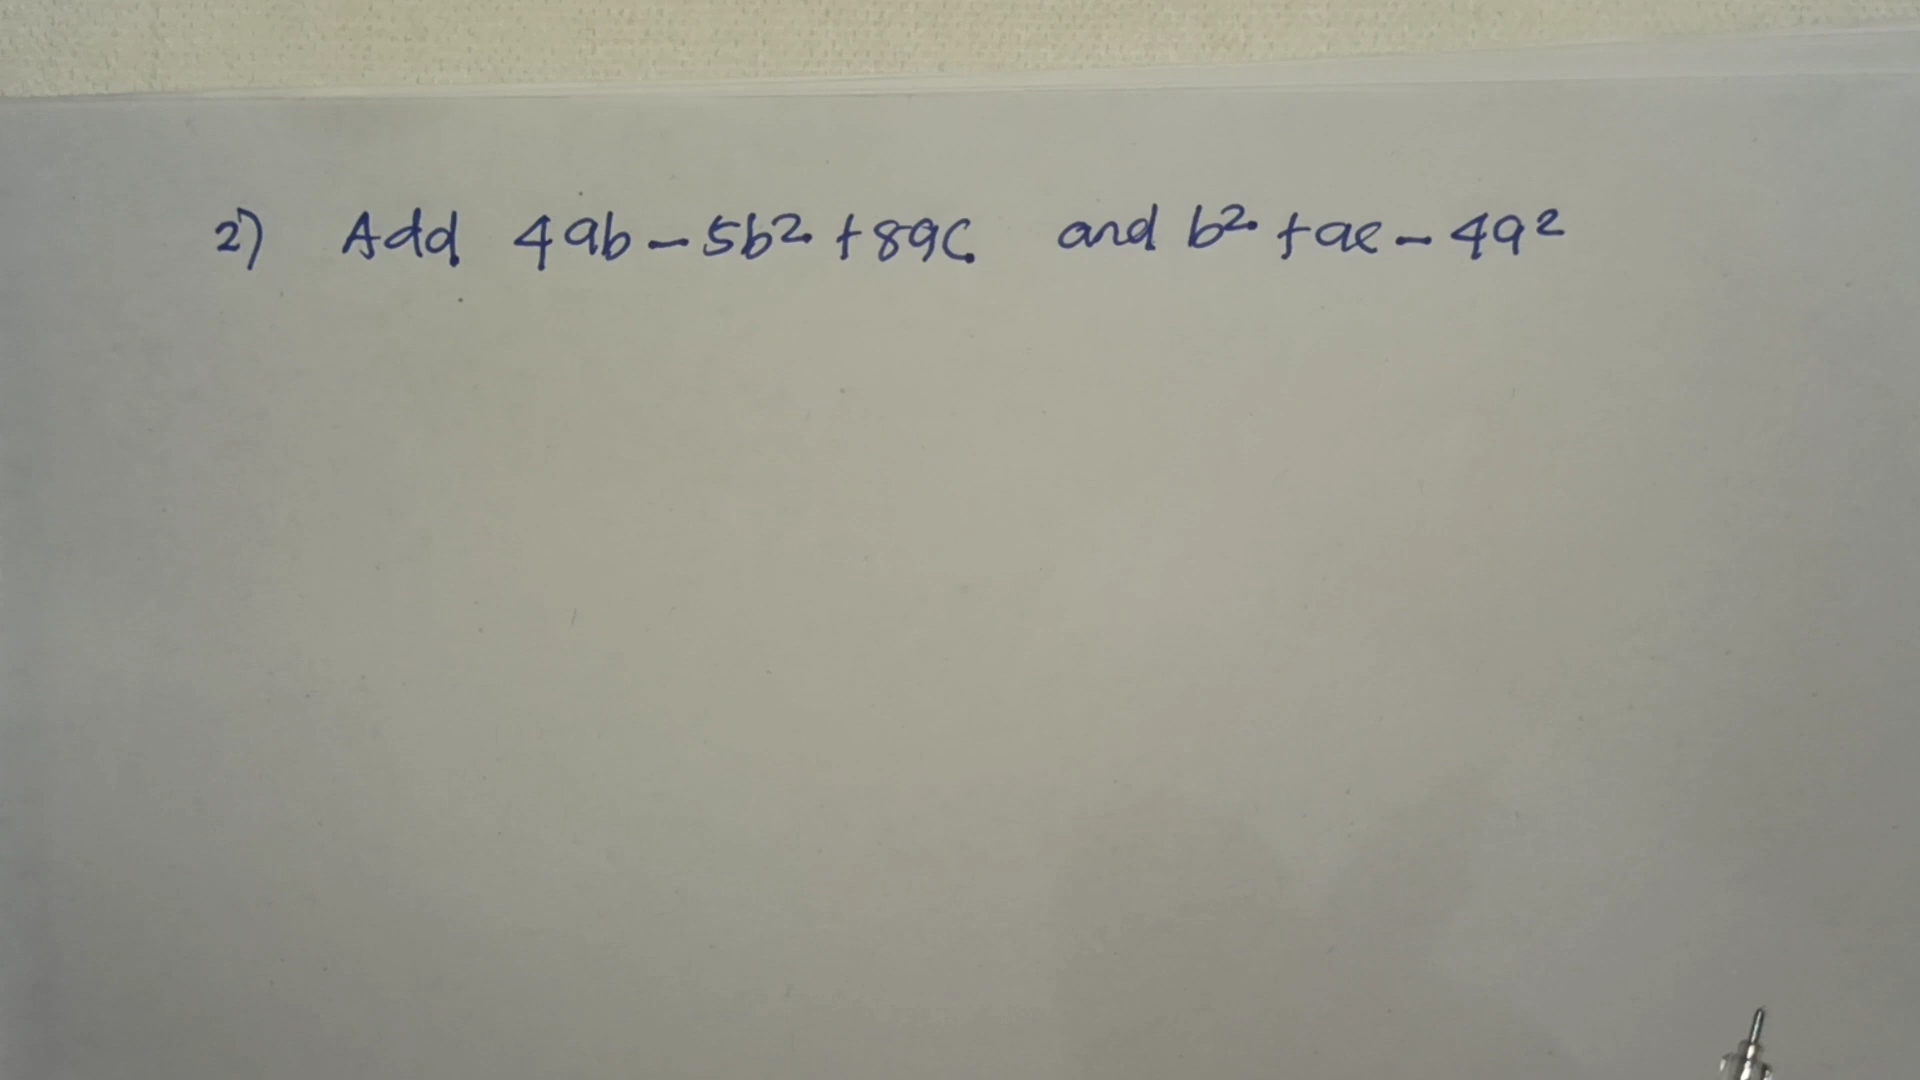 2) Add 4ab - 5b² + 8ac and b² + ac - 4a²